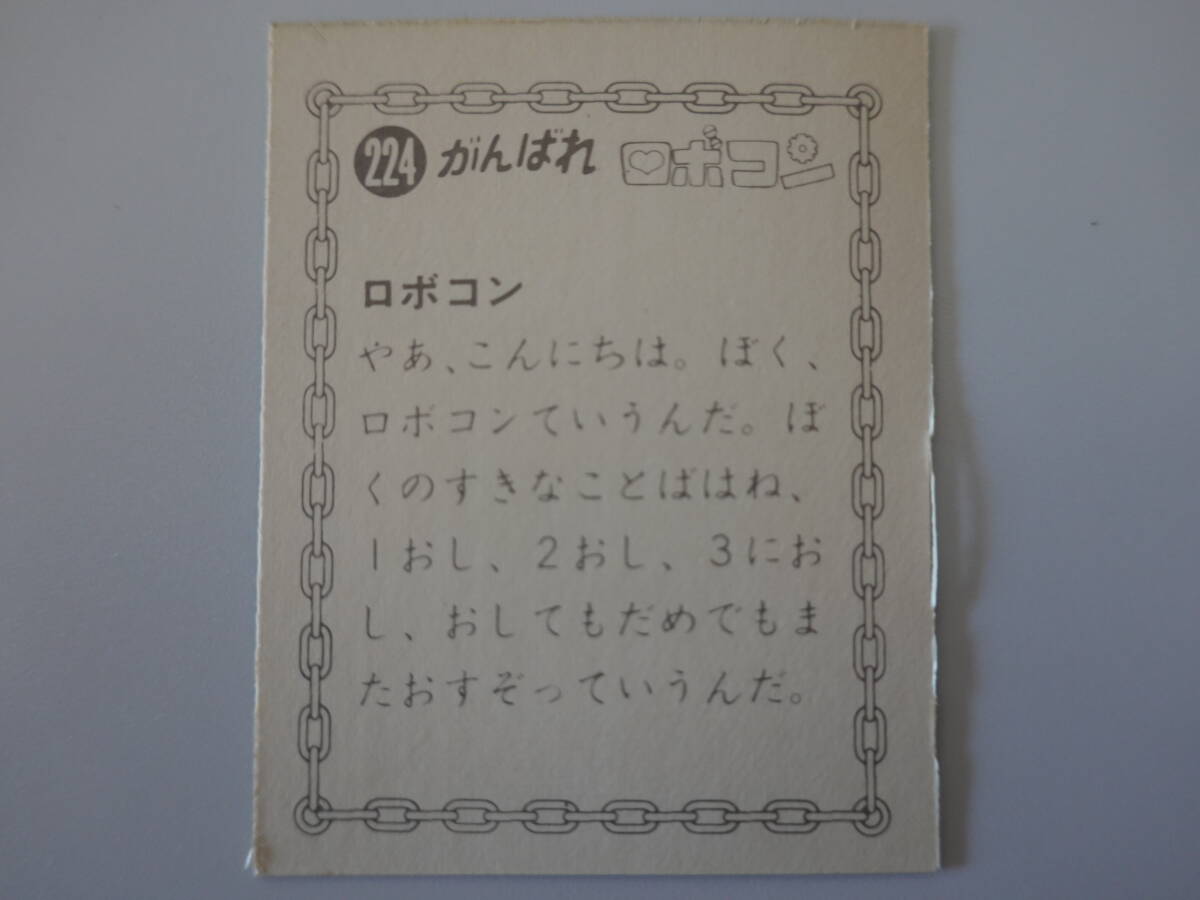 224 がんばれ ロボコン
ロボコン
やあ、こんにちは。ぼく、
ロボコンていうんだ。ぼ
くのすきなことばはね、
1おし、2おし、3にお
し、おしてもだめでもま
たおすぞっていうんだ。